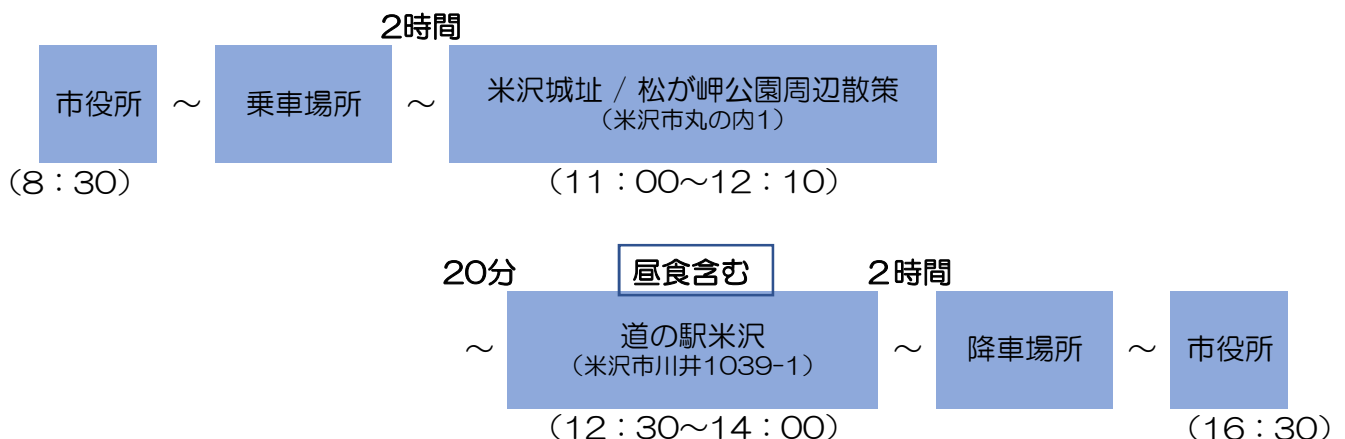 2時間
市役所 ～ 乗車場所 ～ 米沢城址 / 松が岬公園周辺散策
（米沢市丸の内1）
（8：30）
（11：00～12：10）
20分 昼食含む 2時間
～ 道の駅米沢 ～ 降車場所 ～ 市役所
（米沢市川井1039-1）
（12：30～14：00）
（16：30）